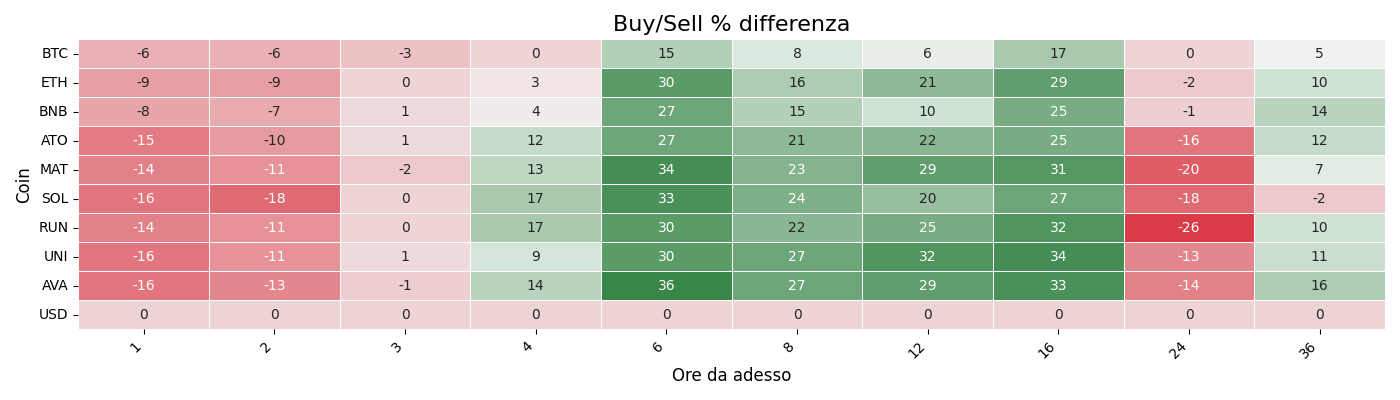 Buy/Sell % differenza
Coin
BTC -6 -6 -3 0 15 8 6 17 0 5
ETH -9 -9 0 3 30 16 21 29 -2 10
BNB -8 -7 1 4 27 15 10 25 -1 14
ATO -15 -10 1 12 27 21 22 25 -16 12
MAT -14 -11 -2 13 34 23 29 31 -20 7
SOL -16 -18 0 17 33 24 20 27 -18 -2
RUN -14 -11 0 17 30 22 25 32 -26 10
UNI -16 -11 1 9 30 27 32 34 -13 11
AVA -16 -13 -1 14 36 27 29 33 -14 16
USD 0 0 0 0 0 0 0 0 0 0
1 2 3 4 6 8 12 16 24 36
Ore da adesso